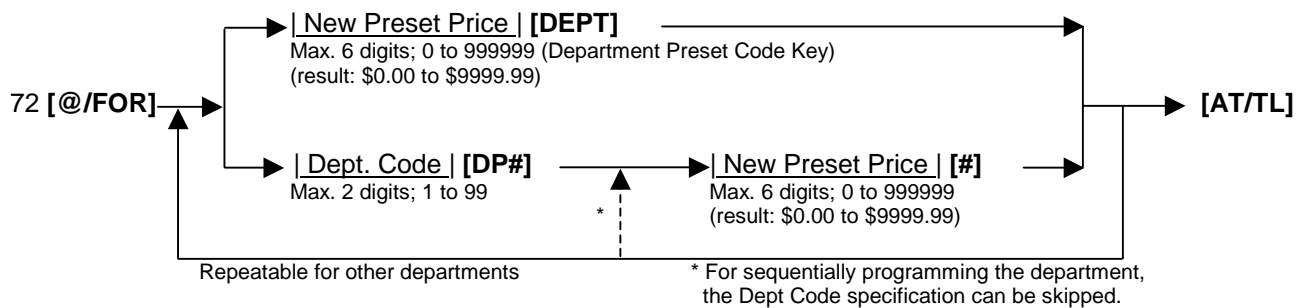 | New Preset Price | [DEPT]
Max. 6 digits; 0 to 999999 (Department Preset Code Key)
(result: $0.00 to $9999.99)
72 [@/FOR]
[AT/TL]
| Dept. Code | [DP#]
Max. 2 digits; 1 to 99
| New Preset Price | [#]
Max. 6 digits; 0 to 999999
(result: $0.00 to $9999.99)
*
Repeatable for other departments
* For sequentially programming the department,
the Dept Code specification can be skipped.